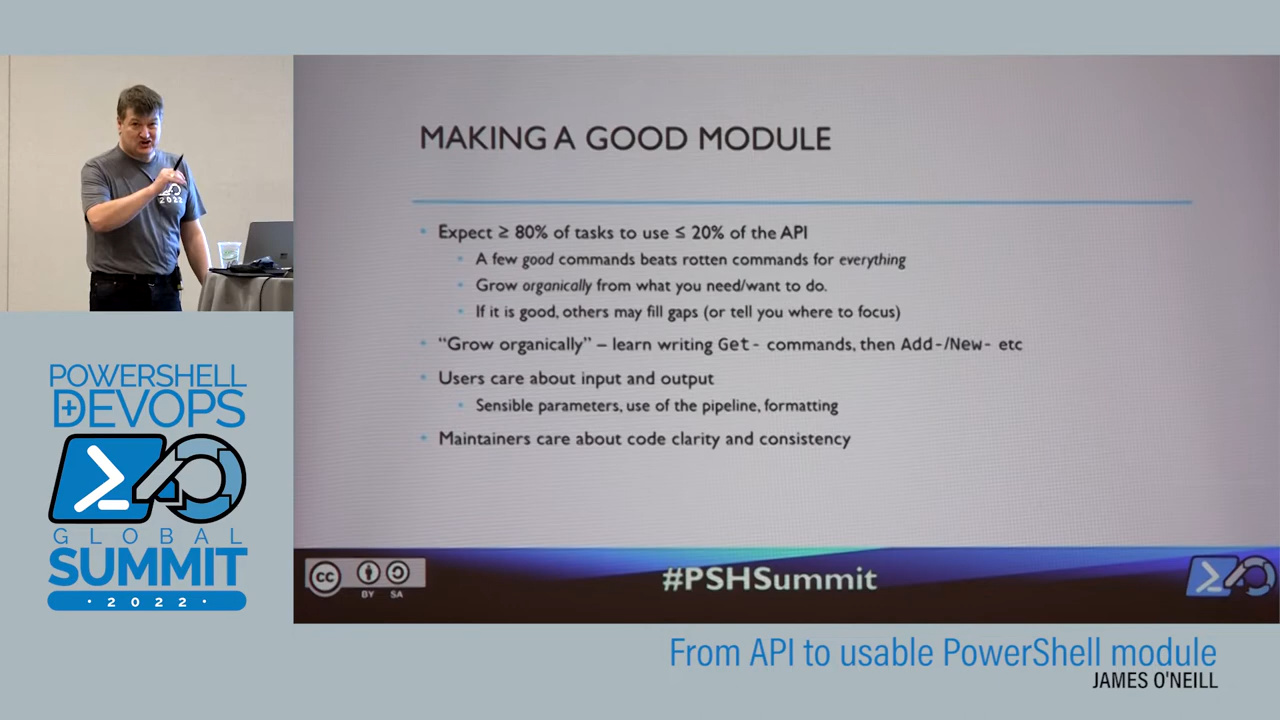 MAKING A GOOD MODULE
• Expect ≥ 80% of tasks to use ≤ 20% of the API
• A few good commands beats rotten commands for everything
• Grow organically from what you need/want to do.
• If it is good, others may fill gaps (or tell you where to focus)
• “Grow organically” – learn writing Get- commands, then Add-/New- etc
• Users care about input and output
• Sensible parameters, use of the pipeline, formatting
• Maintainers care about code clarity and consistency
cc
BY SA
#PSHSummit
2022
POWERSHELL
+DEVOPS
GLOBAL
SUMMIT
· 2022 ·
From API to usable PowerShell module
JAMES O'NEILL